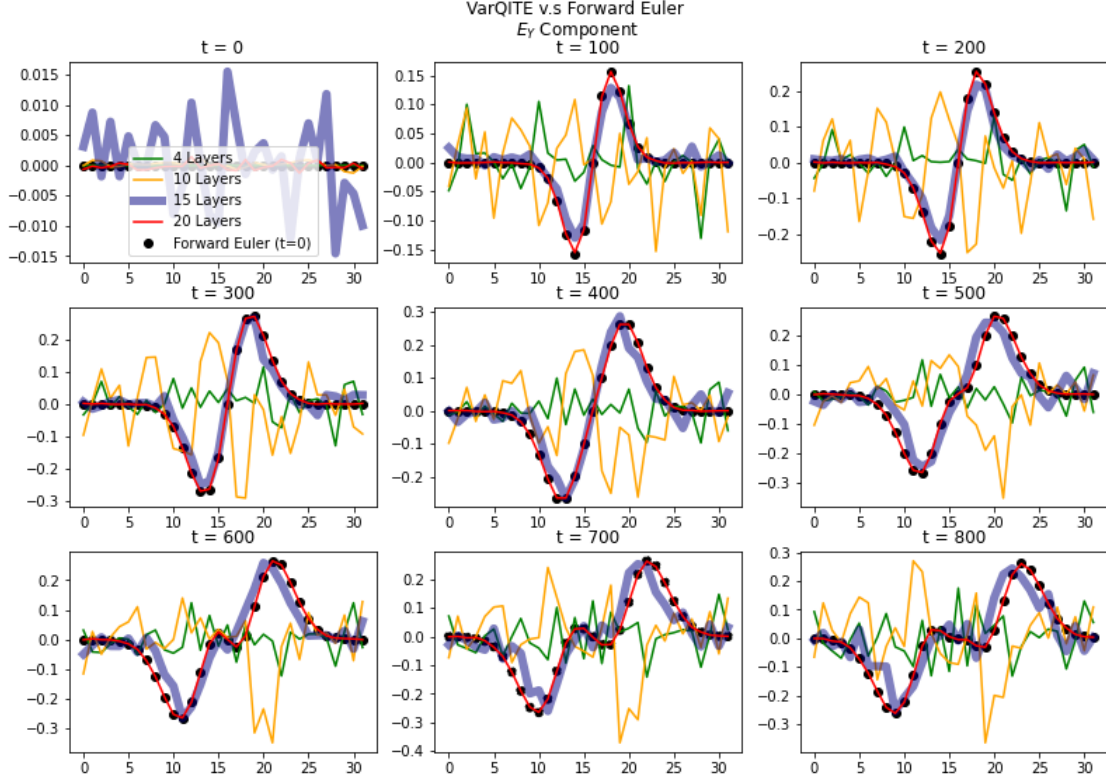 VarQITE v.s Forward Euler
E_Y Component
t = 0
t = 100
t = 200
0.015
0.010
0.005
0.000
−0.005
−0.010
−0.015
4 Layers
10 Layers
15 Layers
20 Layers
Forward Euler (t=0)
0 5 10 15 20 25 30
0.15
0.10
0.05
0.00
−0.05
−0.10
−0.15
0 5 10 15 20 25 30
0.2
0.1
0.0
−0.1
−0.2
0 5 10 15 20 25 30
t = 300
t = 400
t = 500
0.2
0.1
0.0
−0.1
−0.2
−0.3
0 5 10 15 20 25 30
0.3
0.2
0.1
0.0
−0.1
−0.2
0 5 10 15 20 25 30
0.2
0.1
0.0
−0.1
−0.2
−0.3
0 5 10 15 20 25 30
t = 600
t = 700
t = 800
0.2
0.1
0.0
−0.1
−0.2
−0.3
0 5 10 15 20 25 30
0.2
0.1
0.0
−0.1
−0.2
−0.3
−0.4
0 5 10 15 20 25 30
0.3
0.2
0.1
0.0
−0.1
−0.2
−0.3
0 5 10 15 20 25 30